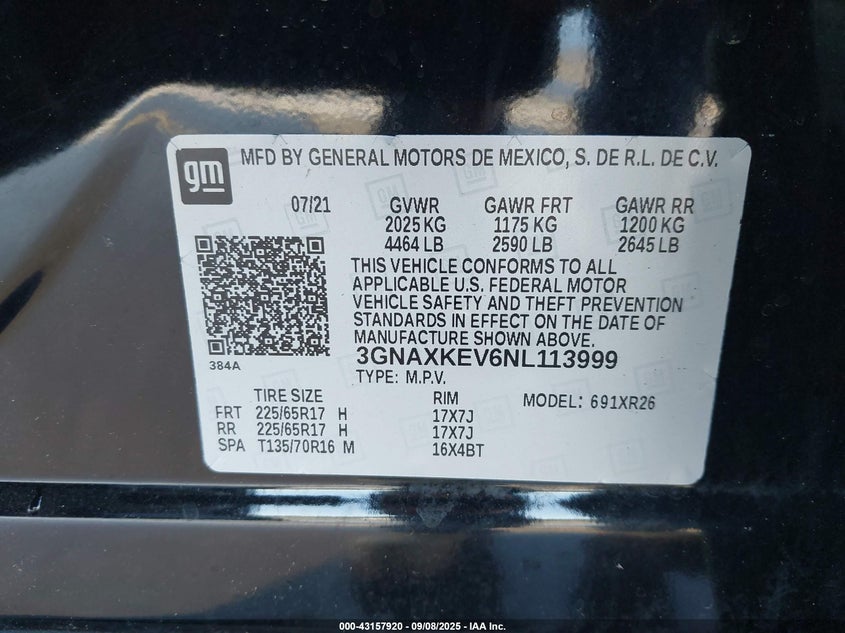 gm MFD BY GENERAL MOTORS DE MEXICO, S. DE R.L. DE C.V.
07/21 GVWR GAWR FRT GAWR RR
2025 KG 1175 KG 1200 KG
4464 LB 2590 LB 2645 LB
THIS VEHICLE CONFORMS TO ALL
APPLICABLE U.S. FEDERAL MOTOR
VEHICLE SAFETY AND THEFT PREVENTION
STANDARDS IN EFFECT ON THE DATE OF
MANUFACTURE SHOWN ABOVE.
384A
3GNAXKEV6NL113999
TYPE: M.P.V.
TIRE SIZE RIM MODEL: 691XR26
FRT 225/65R17 H 17X7J
RR 225/65R17 H 17X7J
SPA T135/70R16 M 16X4BT
000-43157920 - 09/08/2025 - IAA Inc.